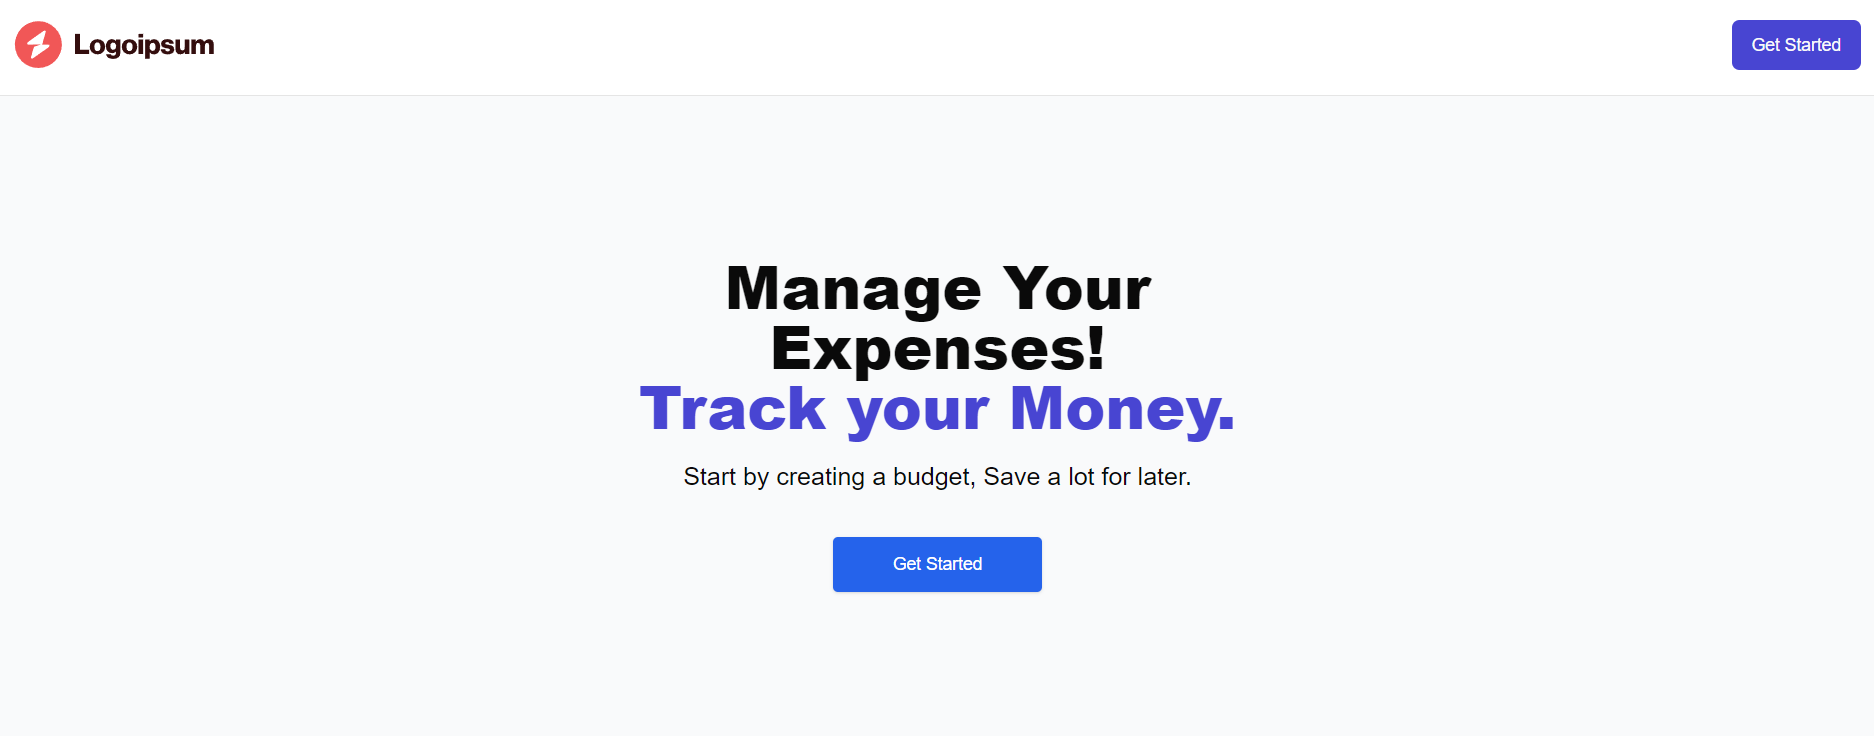 Logoipsum
Get Started
Manage Your
Expenses!
Track your Money.
Start by creating a budget, Save a lot for later.
Get Started